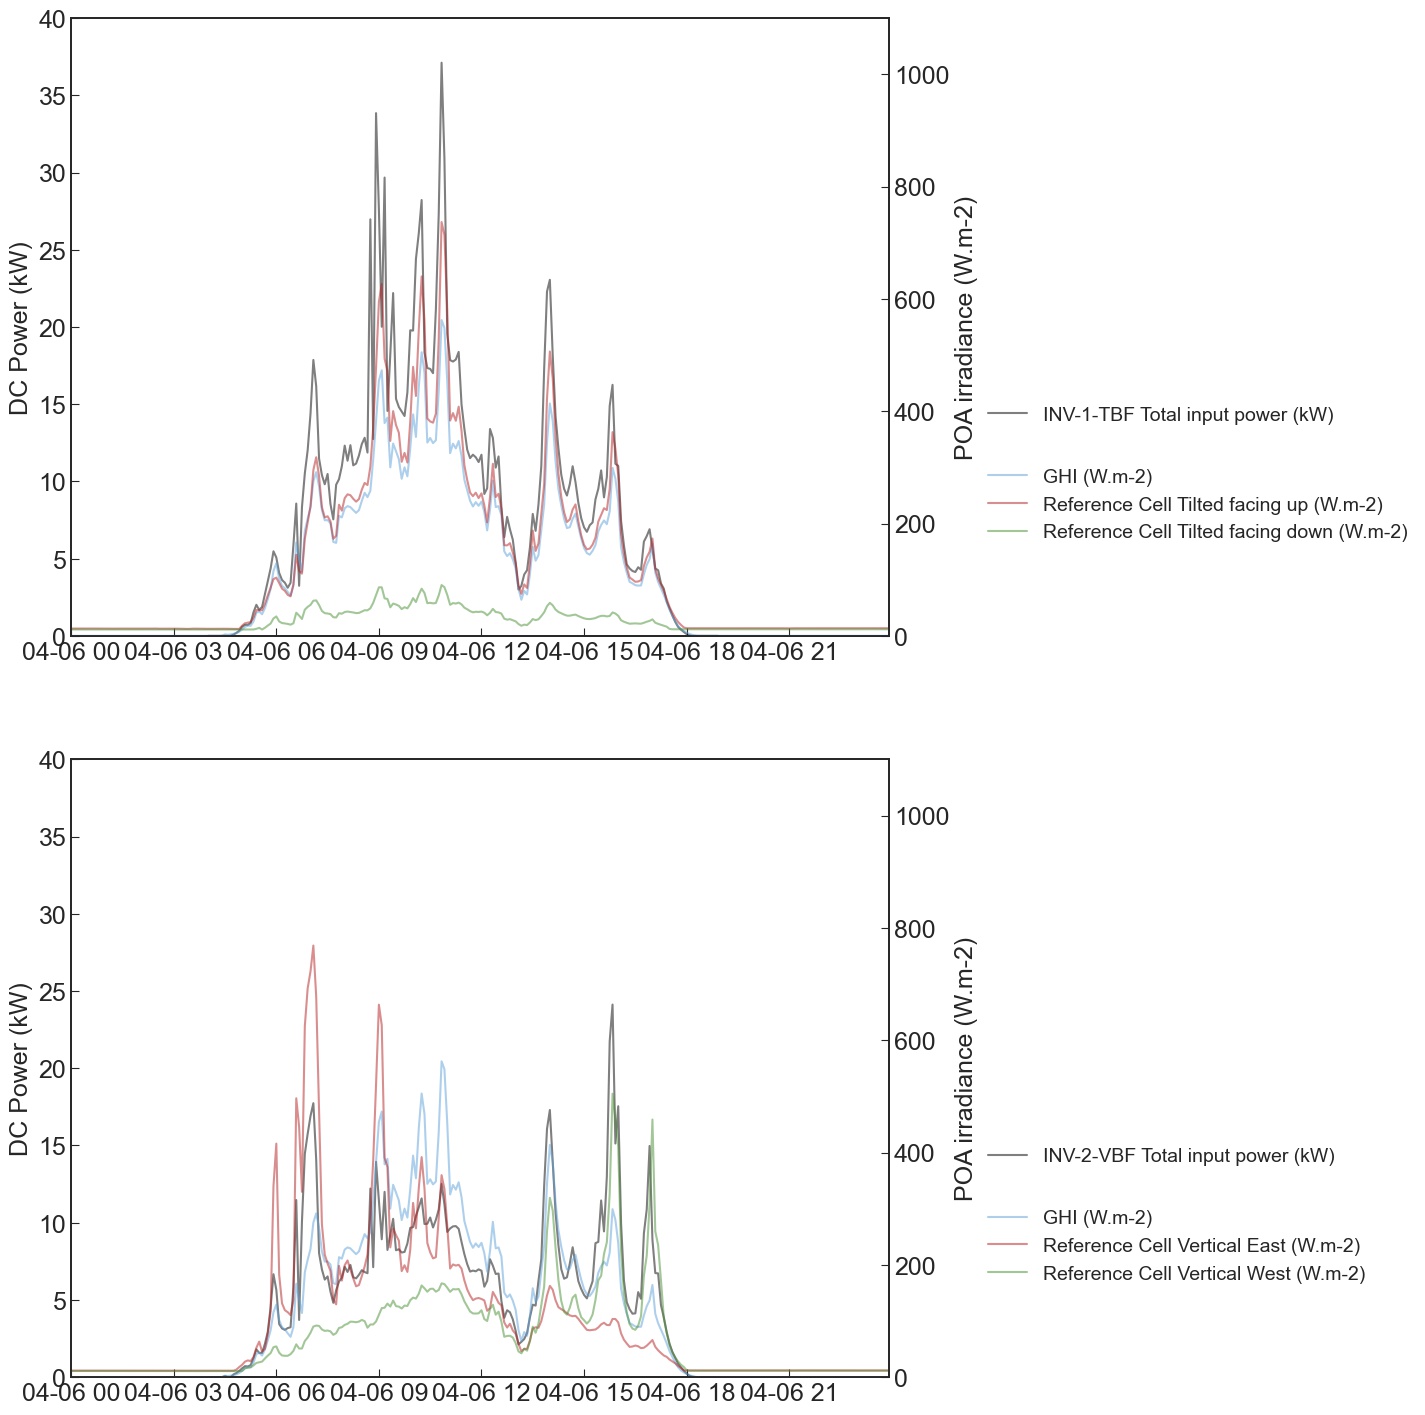 40
35
30
25
20
15
10
5
0
DC Power (kW)
1000
800
600
400
200
0
POA irradiance (W.m-2)
04-06 00 04-06 03 04-06 06 04-06 09 04-06 12 04-06 15 04-06 18 04-06 21
INV-1-TBF Total input power (kW)
GHI (W.m-2)
Reference Cell Tilted facing up (W.m-2)
Reference Cell Tilted facing down (W.m-2)
40
35
30
25
20
15
10
5
0
DC Power (kW)
1000
800
600
400
200
0
POA irradiance (W.m-2)
04-06 00 04-06 03 04-06 06 04-06 09 04-06 12 04-06 15 04-06 18 04-06 21
INV-2-VBF Total input power (kW)
GHI (W.m-2)
Reference Cell Vertical East (W.m-2)
Reference Cell Vertical West (W.m-2)